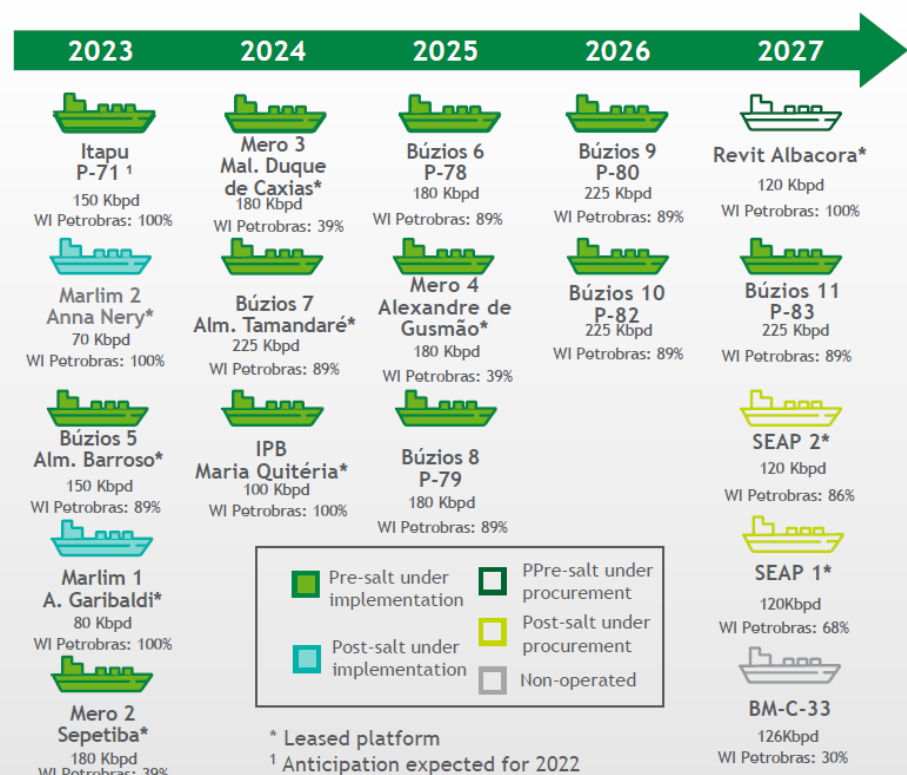 2023
2024
2025
2026
2027
Itapu
P-71 ¹
150 Kbpd
WI Petrobras: 100%
Marlim 2
Anna Nery*
70 Kbpd
WI Petrobras: 100%
Búzios 5
Alm. Barroso*
150 Kbpd
WI Petrobras: 89%
Marlim 1
A. Garibaldi*
80 Kbpd
WI Petrobras: 100%
Mero 2
Sepetiba*
180 Kbpd
WI Petrobras: 39%
Mero 3
Mal. Duque
de Caxias*
180 Kbpd
WI Petrobras: 39%
Búzios 7
Alm. Tamandaré*
225 Kbpd
WI Petrobras: 89%
IPB
Maria Quitéria*
100 Kbpd
WI Petrobras: 100%
Búzios 6
P-78
180 Kbpd
WI Petrobras: 89%
Mero 4
Alexandre de
Gusmão*
180 Kbpd
WI Petrobras: 39%
Búzios 8
P-79
180 Kbpd
WI Petrobras: 89%
Búzios 9
P-80
225 Kbpd
WI Petrobras: 89%
Búzios 10
P-82
225 Kbpd
WI Petrobras: 89%
Revit Albacora*
120 Kbpd
WI Petrobras: 100%
Búzios 11
P-83
225 Kbpd
WI Petrobras: 89%
SEAP 2*
120 Kbpd
WI Petrobras: 86%
SEAP 1*
120Kbpd
WI Petrobras: 68%
BM-C-33
126Kbpd
WI Petrobras: 30%
Pre-salt under
implementation
Post-salt under
implementation
PPre-salt under
procurement
Post-salt under
procurement
Non-operated
* Leased platform
¹ Anticipation expected for 2022